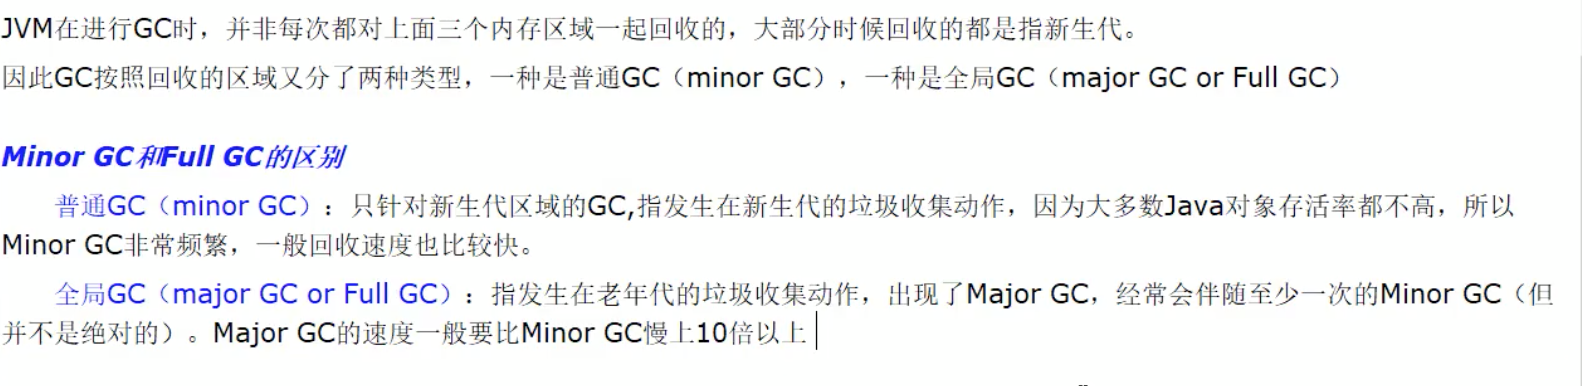 JVM在进行GC时，并非每次都对上面三个内存区域一起回收的，大部分时候回收的都是指新生代。
因此GC按照回收的区域又分了两种类型，一种是普通GC（minor GC），一种是全局GC（major GC or Full GC）
Minor GC和Full GC的区别
普通GC（minor GC）：只针对新生代区域的GC,指发生在新生代的垃圾收集动作，因为大多数Java对象存活率都不高，所以
Minor GC非常频繁，一般回收速度也比较快。
全局GC（major GC or Full GC）：指发生在老年代的垃圾收集动作，出现了Major GC，经常会伴随至少一次的Minor GC（但
并不是绝对的）。Major GC的速度一般要比Minor GC慢上10倍以上